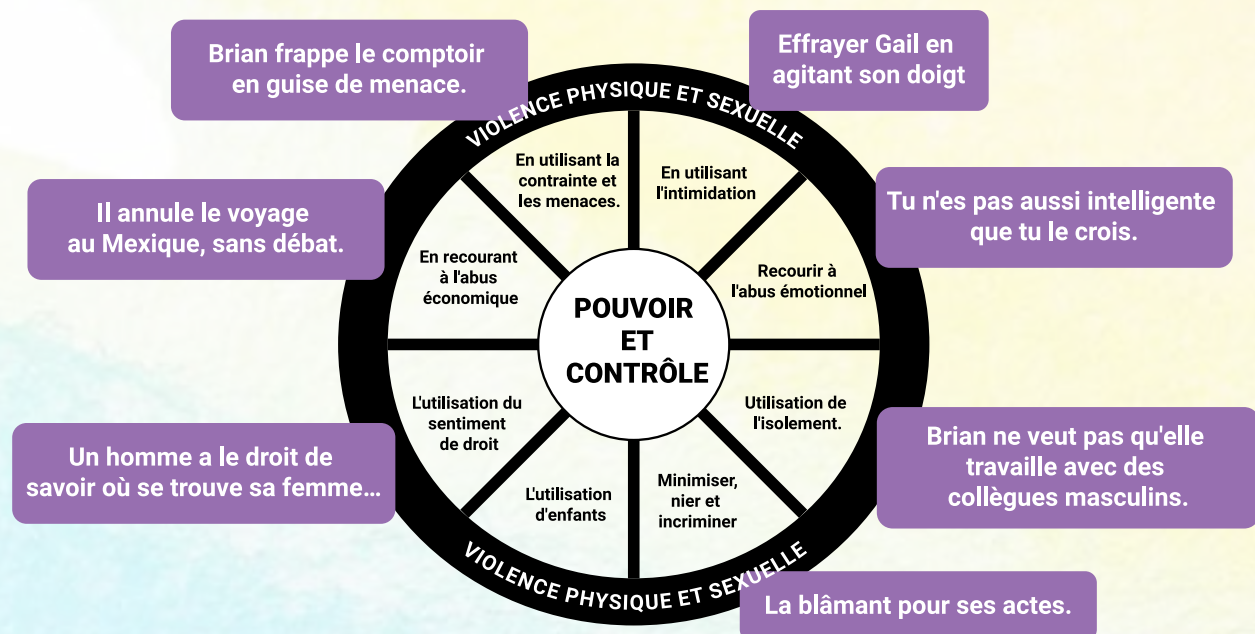 Brian frappe le comptoir
en guise de menace.
Effrayer Gail en
agitant son doigt
VIOLENCE PHYSIQUE ET SEXUELLE
En utilisant la
contrainte et
les menaces.
En utilisant
l'intimidation
Il annule le voyage
au Mexique, sans débat.
Tu n'es pas aussi intelligente
que tu le crois.
En recourant
à l'abus
économique
Recourir à
l'abus émotionnel
POUVOIR
ET
CONTRÔLE
L'utilisation du
sentiment
de droit
Utilisation de
l'isolement.
Un homme a le droit de
savoir où se trouve sa femme…
Brian ne veut pas qu'elle
travaille avec des
collègues masculins.
L'utilisation
d'enfants
Minimiser,
nier et
incriminer
VIOLENCE PHYSIQUE ET SEXUELLE
La blâmant pour ses actes.